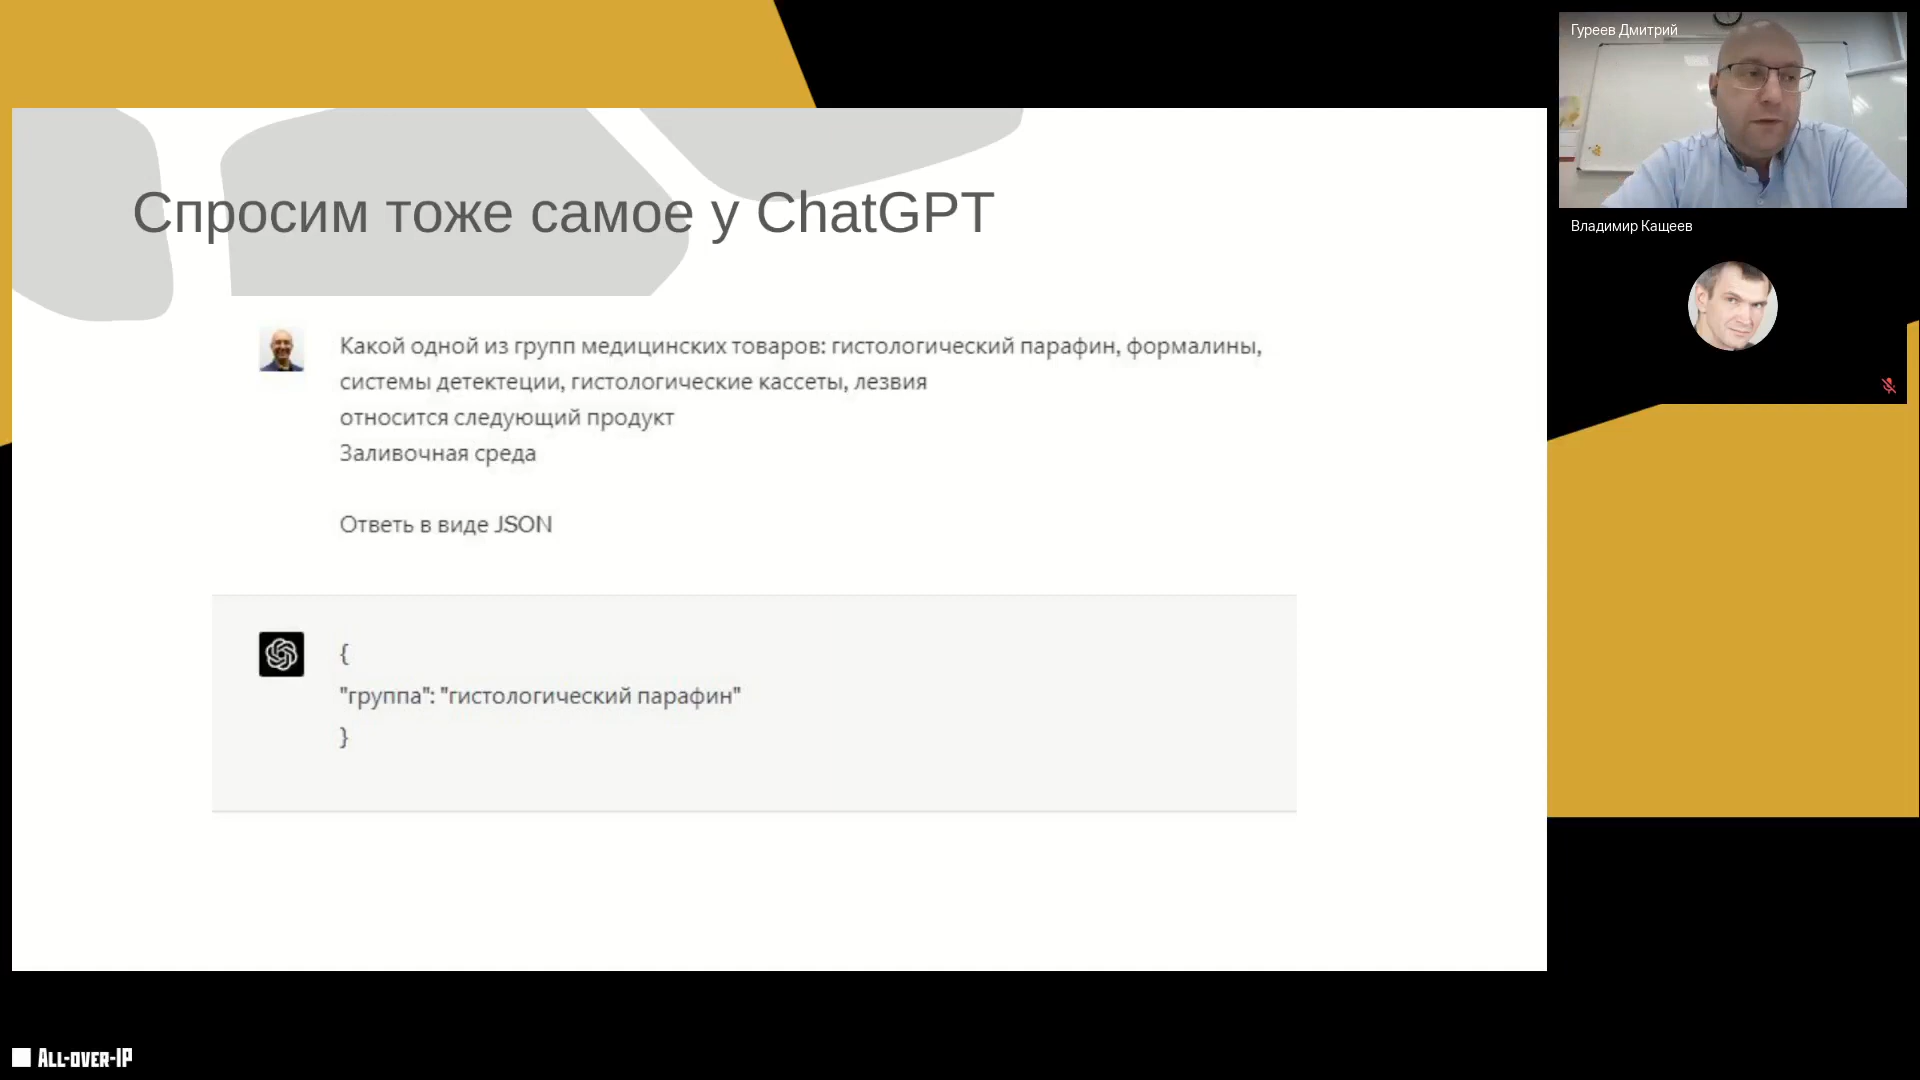 Гуреев Дмитрий
Владимир Кащеев
Спросим тоже самое у ChatGPT
Какой одной из групп медицинских товаров: гистологический парафин, формалины,
системы детектеции, гистологические кассеты, лезвия
относится следующий продукт
Заливочная среда
Ответь в виде JSON
{
"группа": "гистологический парафин"
}
ALL-OVER-IP